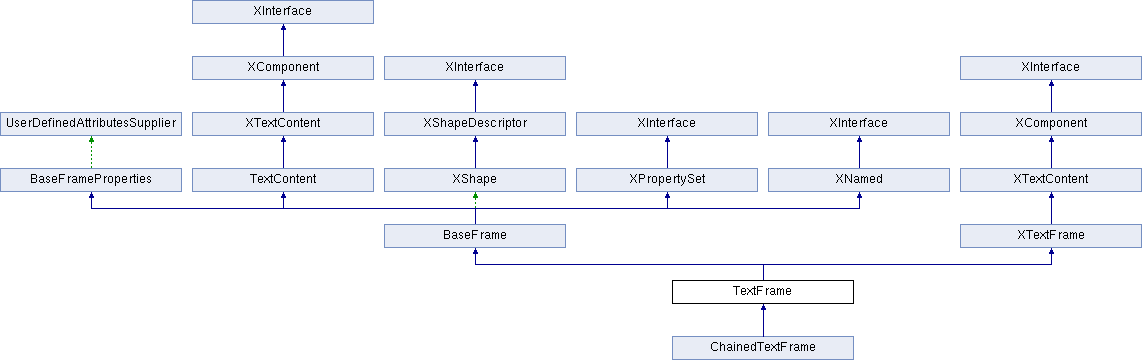 XInterface
XComponent
XInterface
XInterface
UserDefinedAttributesSupplier
XTextContent
XShapeDescriptor
XInterface
XInterface
XComponent
BaseFrameProperties
TextContent
XShape
XPropertySet
XNamed
XTextContent
BaseFrame
XTextFrame
TextFrame
ChainedTextFrame